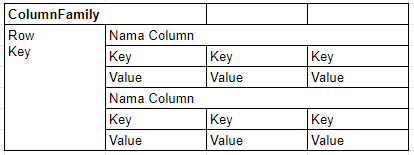 ColumnFamily
Row Key
Nama Column
Key Key Key
Value Value Value
Nama Column
Key Key Key
Value Value Value